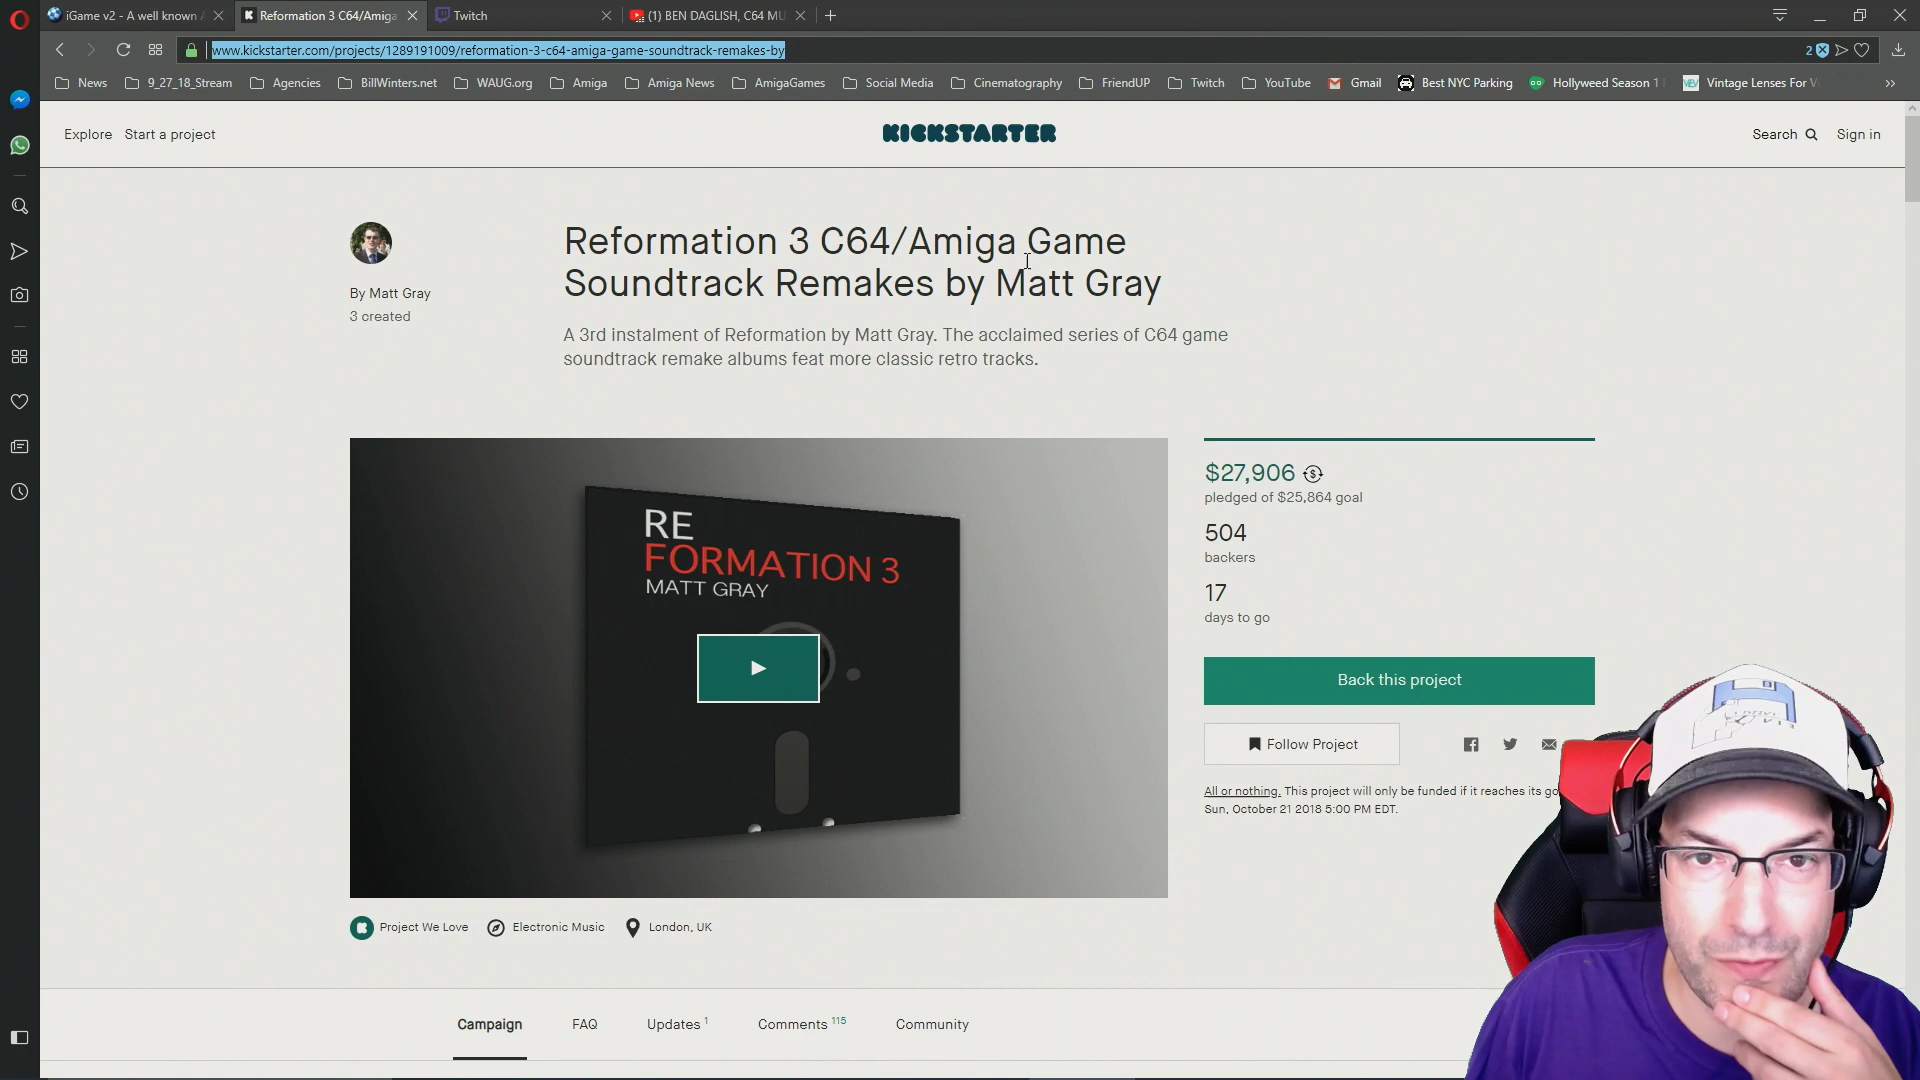 iGame v2 - A well known A
Reformation 3 C64/Amiga
Twitch
(1) BEN DAGLISH, C64 MU
www.kickstarter.com/projects/1289191009/reformation-3-c64-amiga-game-soundtrack-remakes-by
2
News
9_27_18_Stream
Agencies
BillWinters.net
WAUG.org
Amiga
Amiga News
AmigaGames
Social Media
Cinematography
FriendUP
Twitch
YouTube
Gmail
Best NYC Parking
Hollyweed Season 1
Vintage Lenses For V
Explore
Start a project
KICKSTARTER
Search
Sign in
Reformation 3 C64/Amiga Game
Soundtrack Remakes by Matt Gray
By Matt Gray
3 created
A 3rd instalment of Reformation by Matt Gray. The acclaimed series of C64 game
soundtrack remake albums feat more classic retro tracks.
RE
FORMATION 3
MATT GRAY
$27,906
pledged of $25,864 goal
504
backers
17
days to go
Back this project
Follow Project
All or nothing. This project will only be funded if it reaches its go
Sun, October 21 2018 5:00 PM EDT.
Project We Love
Electronic Music
London, UK
Campaign
FAQ
Updates 1
Comments 115
Community